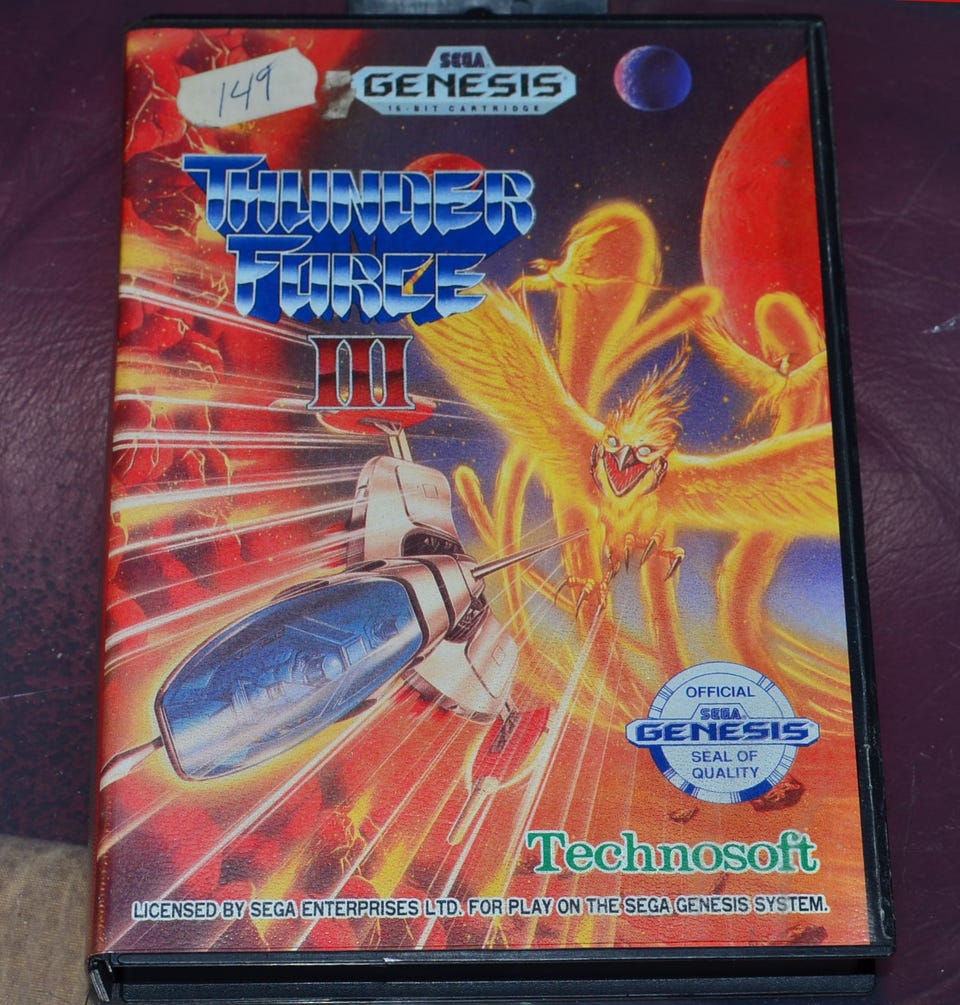 149
SEGA
GENESIS
16-BIT CARTRIDGE
THUNDER
FORCE
III
OFFICIAL
SEGA
GENESIS
SEAL OF
QUALITY
Technosoft
LICENSED BY SEGA ENTERPRISES LTD. FOR PLAY ON THE SEGA GENESIS SYSTEM.